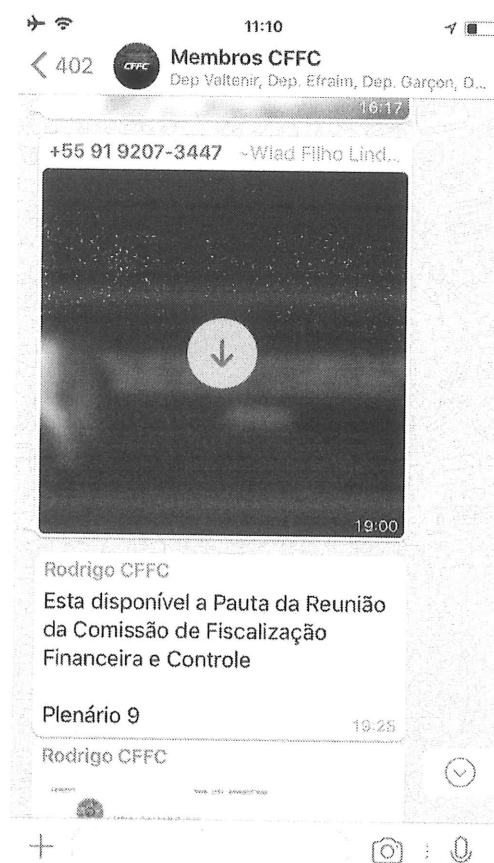 11:10
402
CFFC
Membros CFFC
Dep Valtenir, Dep. Efraim, Dep. Garçon, D...
16:17
+55 91 9207-3447 ~Wlad Filho Lind...
19:00
Rodrigo CFFC
Esta disponível a Pauta da Reunião
da Comissão de Fiscalização
Financeira e Controle
Plenário 9
19:25
Rodrigo CFFC